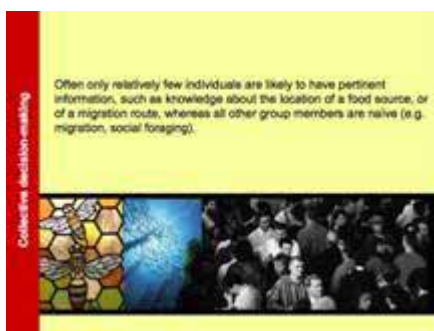 Collective decision-making
Often only relatively few individuals are likely to have pertinent
information, such as knowledge about the location of a food source, or
of a migration route, whereas all other group members are naïve (e.g.
migration, social foraging).